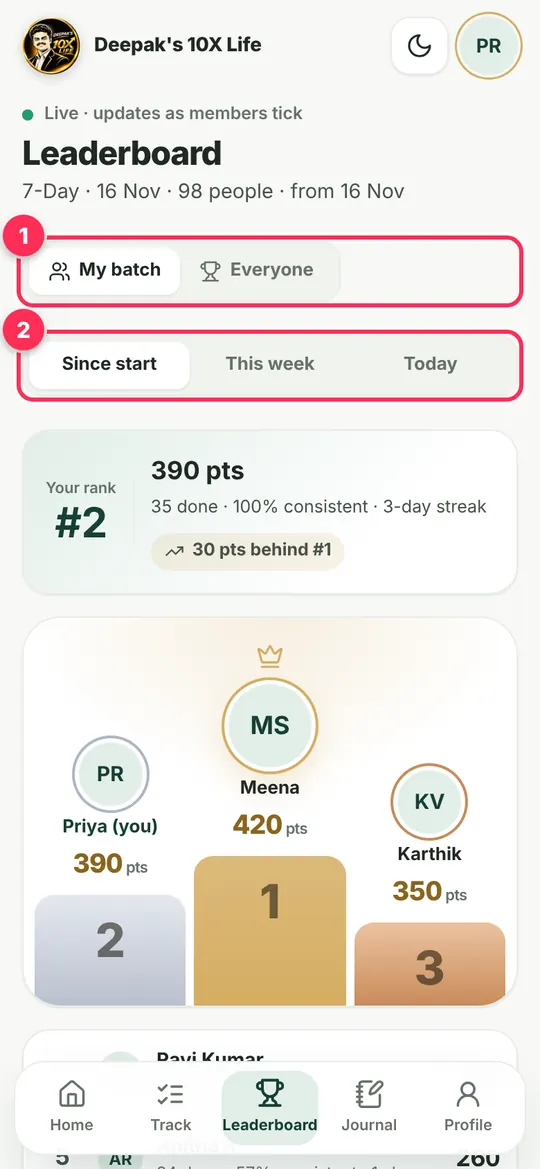 DEEPAK'S
10X
LIFE
Deepak's 10X Life
PR
Live · updates as members tick
Leaderboard
7-Day · 16 Nov · 98 people · from 16 Nov
1
My batch
Everyone
2
Since start
This week
Today
Your rank
#2
390 pts
35 done · 100% consistent · 3-day streak
30 pts behind #1
MS
Meena
420 pts
PR
Priya (you)
390 pts
KV
Karthik
350 pts
1
2
3
Ravi Kumar
Home
Track
Leaderboard
Journal
Profile
5
AR
260